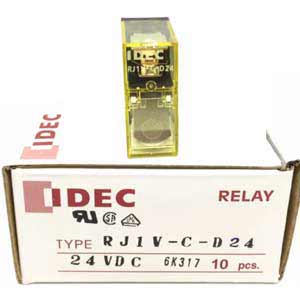 IDEC
RJ1V-C-D24
IDEC
IDEC
RELAY
TYPE RJ1V-C-D24
24VDC 6K317 10 pcs.